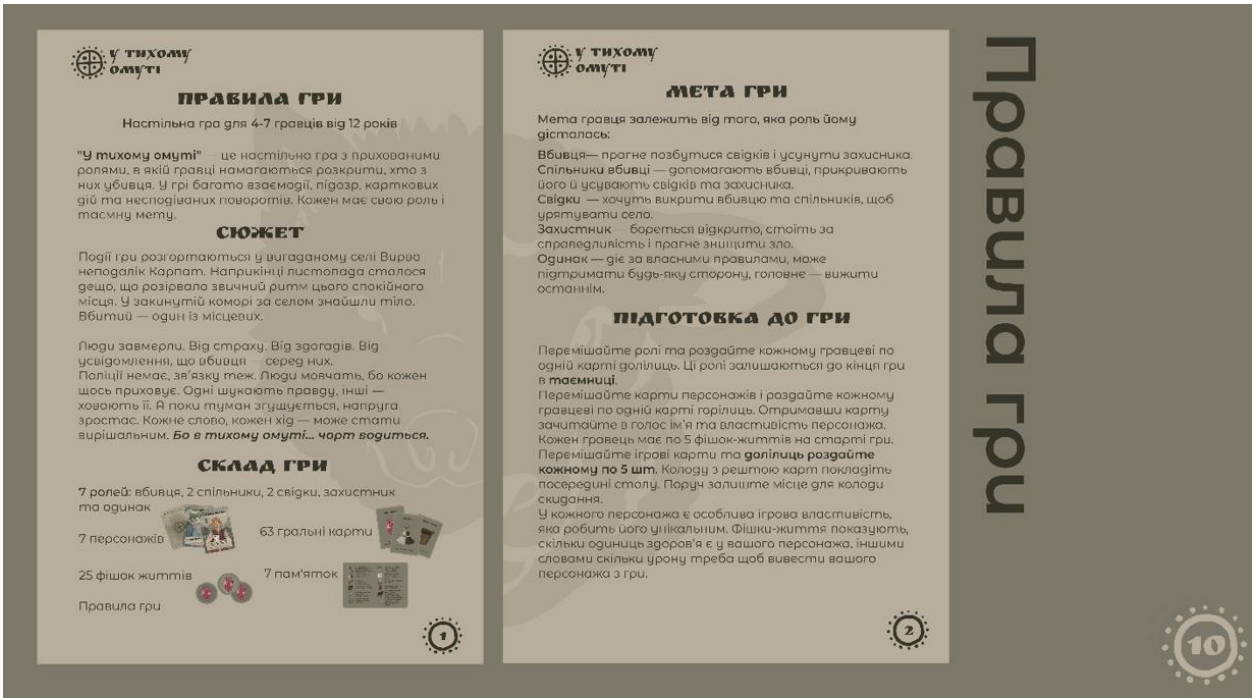 у тихому
омуті
ПРАВИЛА ГРИ
Настільна гра для 4-7 гравців від 12 років
"У тихому омуті" — це настільна гра з прихованими
ролями, в якій гравці намагаються розкрити, хто з
них убивця. У грі багато взаємодії, підозр, карткових
дій та несподіваних поворотів. Кожен має свою роль і
таємну мету.
СЮЖЕТ
Події гри розгортаються у вигаданому селі Вирво
неподалік Карпат. Наприкінці листопада сталося
дещо, що розірвало звичний ритм цього спокійного
місця. У закинутій коморі за селом знайшли тіло.
Вбитий — один із місцевих.
Люди завмерли. Від страху. Від здогадів. Від
усвідомлення, що вбивця — серед них.
Поліції немає, зв'язку теж. Люди мовчать, бо кожен
щось приховує. Одні шукають правду, інші —
ховають її. А поки туман згущується, напруга
зростає. Кожне слово, кожен хід — може стати
вирішальним. Бо в тихому омуті... чорт водиться.
СКЛАД ГРИ
7 ролей: вбивця, 2 спільники, 2 свідки, захистник
та одинак
7 персонажів
63 гральні карти
25 фішок життів
7 пам'яток
Правила гри
1
у тихому
омуті
МЕТА ГРИ
Мета гравця залежить від того, яка роль йому
дісталась:
Вбивця— прагне позбутися свідків і усунути захисника.
Спільники вбивці — допомагають вбивці, прикривають
його й усувають свідків та захисника.
Свідки — хочуть викрити вбивцю та спільників, щоб
урятувати село.
Захистник — бореться відкрито, стоїть за
справедливість і прагне знищити зло.
Одинак — діє за власними правилами, може
підтримати будь-яку сторону, головне — вижити
останнім.
ПІДГОТОВКА ДО ГРИ
Перемішайте ролі та роздайте кожному гравцеві по
одній карті долілиць. Ці ролі залишаються до кінця гри
в таємниці.
Перемішайте карти персонажів і роздайте кожному
гравцеві по одній карті горілиць. Отримавши карту
зачитайте в голос ім'я та властивість персонажа.
Кожен гравець має по 5 фішок-життів на старті гри.
Перемішайте ігрові карти та долілиць роздайте
кожному по 5 шт. Колоду з рештою карт покладіть
посередині столу. Поруч залиште місце для колоди
скидання.
У кожного персонажа є особлива ігрова властивість,
яка робить його унікальним. Фішки-життя показують,
скільки одиниць здоров'я є у вашого персонажа, іншими
словами скільки урону треба щоб вивести вашого
персонажа з гри.
2
Правила гри
10